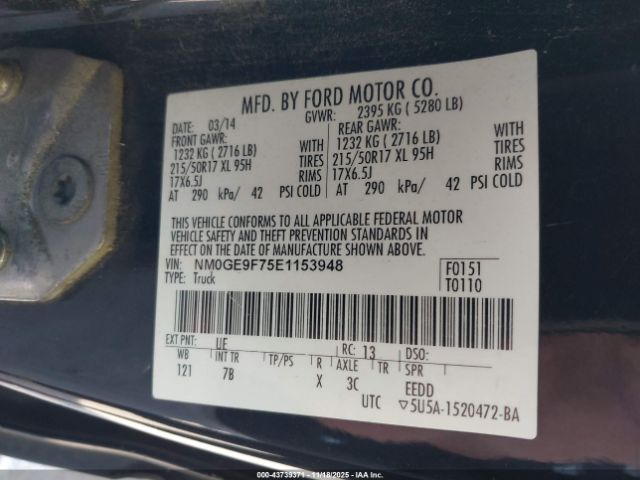 MFD. BY FORD MOTOR CO.
DATE: 03/14
GVWR: 2395 KG ( 5280 LB)
FRONT GAWR:
1232 KG ( 2716 LB) WITH
215/50R17 XL 95H TIRES
17X6.5J RIMS
AT 290 kPa/ 42 PSI COLD
REAR GAWR:
1232 KG ( 2716 LB) WITH
215/50R17 XL 95H TIRES
17X6.5J RIMS
AT 290 kPa/ 42 PSI COLD
THIS VEHICLE CONFORMS TO ALL APPLICABLE FEDERAL MOTOR
VEHICLE SAFETY AND THEFT PREVENTION STANDARDS IN
EFFECT ON THE DATE OF MANUFACTURE SHOWN ABOVE.
VIN: NM0GE9F75E1153948
TYPE: Truck
F0151
T0110
EXT PNT: UE RC: 13 DSO:
WB INT TR TP/PS R AXLE TR SPR
121 7B X 3C EEDD
UTC ▽5U5A-1520472-BA
000-43739371 — 11/18/2025 — IAAI.COM